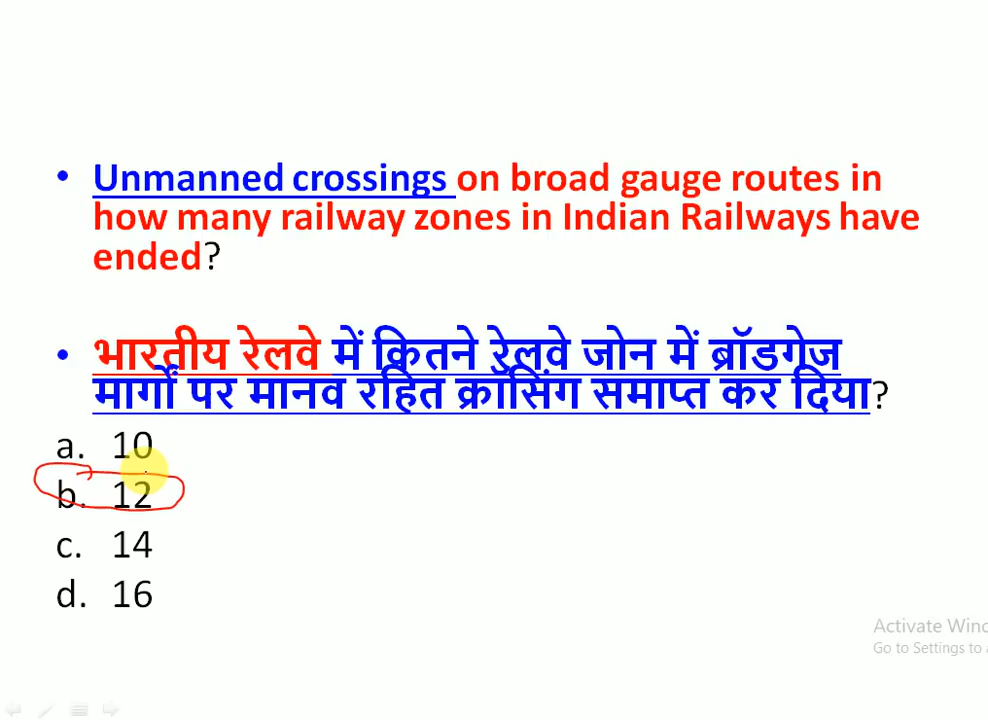 • Unmanned crossings on broad gauge routes in
how many railway zones in Indian Railways have
ended?
• भारतीय रेलवे में कितने रेलवे जोन में ब्रॉडगेज
मार्गों पर मानव रहित क्रॉसिंग समाप्त कर दिया?
a. 10
b. 12
c. 14
d. 16
Activate Wind
Go to Settings to